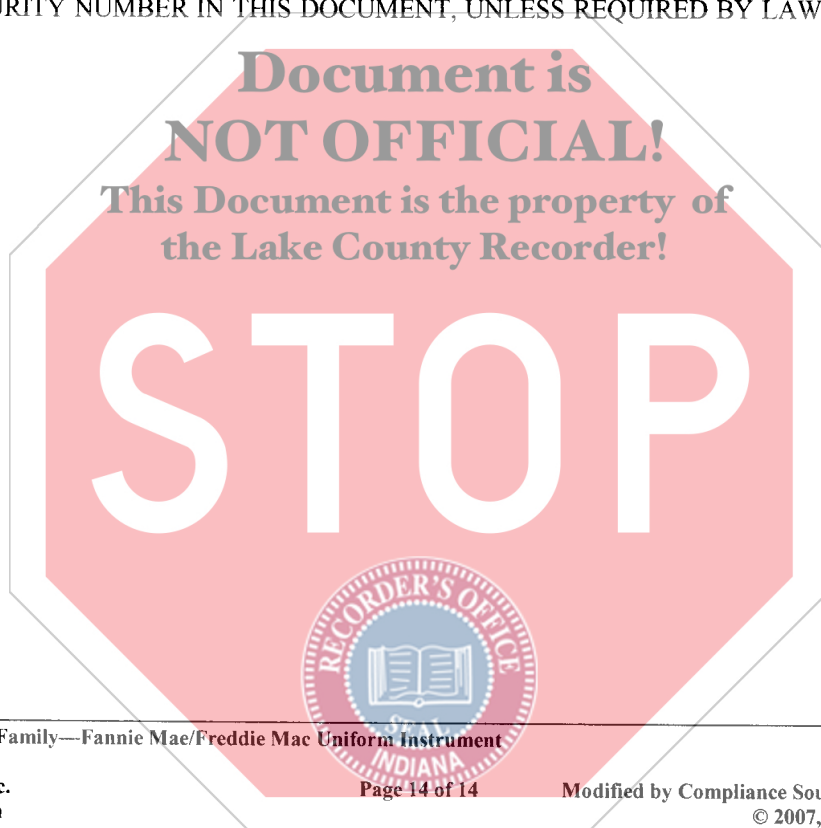 URITY NUMBER IN THIS DOCUMENT, UNLESS REQUIRED BY LAW
Document is
NOT OFFICIAL!
This Document is the property of
the Lake County Recorder!
STOP
RECORDER'S OFFICE
SEAL
INDIANA
Family—Fannie Mae/Freddie Mac Uniform Instrument
c.
Page 14 of 14
Modified by Compliance Sou
© 2007,